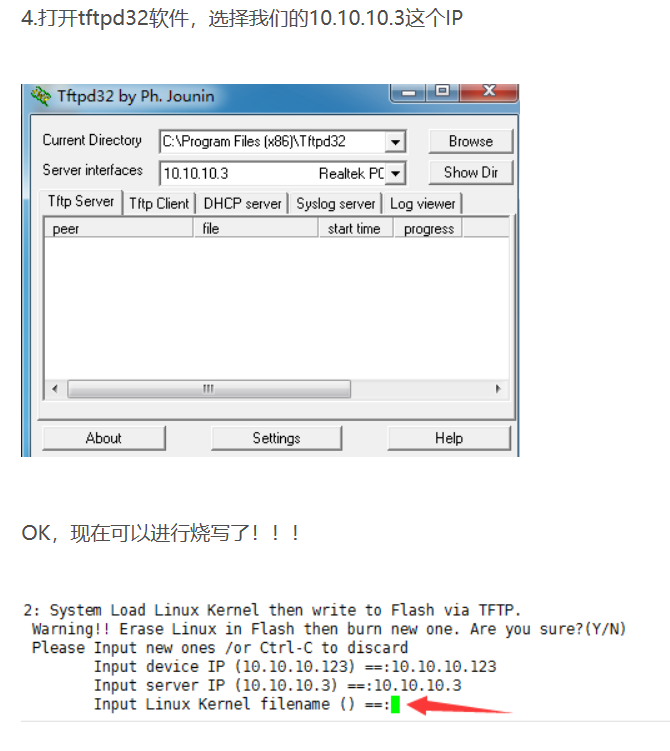 4.打开tftpd32软件，选择我们的10.10.10.3这个IP
Tftpd32 by Ph. Jounin
Current Directory C:\Program Files (x86)\Tftpd32 Browse
Server interfaces 10.10.10.3 Realtek PC Show Dir
Tftp Server Tftp Client DHCP server Syslog server Log viewer
peer file start time progress
About Settings Help
OK，现在可以进行烧写了！！！
2: System Load Linux Kernel then write to Flash via TFTP.
Warning!! Erase Linux in Flash then burn new one. Are you sure?(Y/N)
Please Input new ones /or Ctrl-C to discard
Input device IP (10.10.10.123) ==:10.10.10.123
Input server IP (10.10.10.3) ==:10.10.10.3
Input Linux Kernel filename () ==: